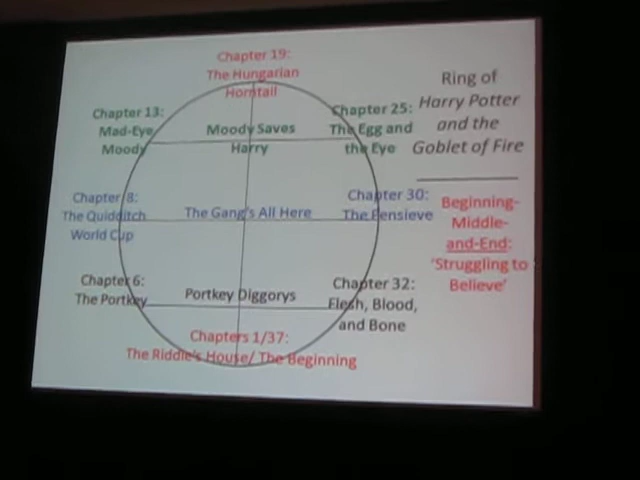 Chapter 19:
The Hungarian
Horntail
Chapter 13:
Mad-Eye
Moody
Moody Saves
Harry
Chapter 25:
The Egg and
the Eye
Chapter 8:
The Quidditch
World Cup
The Gang's All Here
Chapter 30:
The Pensieve
Chapter 6:
The Portkey
Portkey Diggorys
Chapter 32:
Flesh, Blood,
and Bone
Chapters 1/37:
The Riddle's House/ The Beginning
Ring of
Harry Potter
and the
Goblet of Fire
Beginning-
Middle-
and-End:
'Struggling to
Believe'